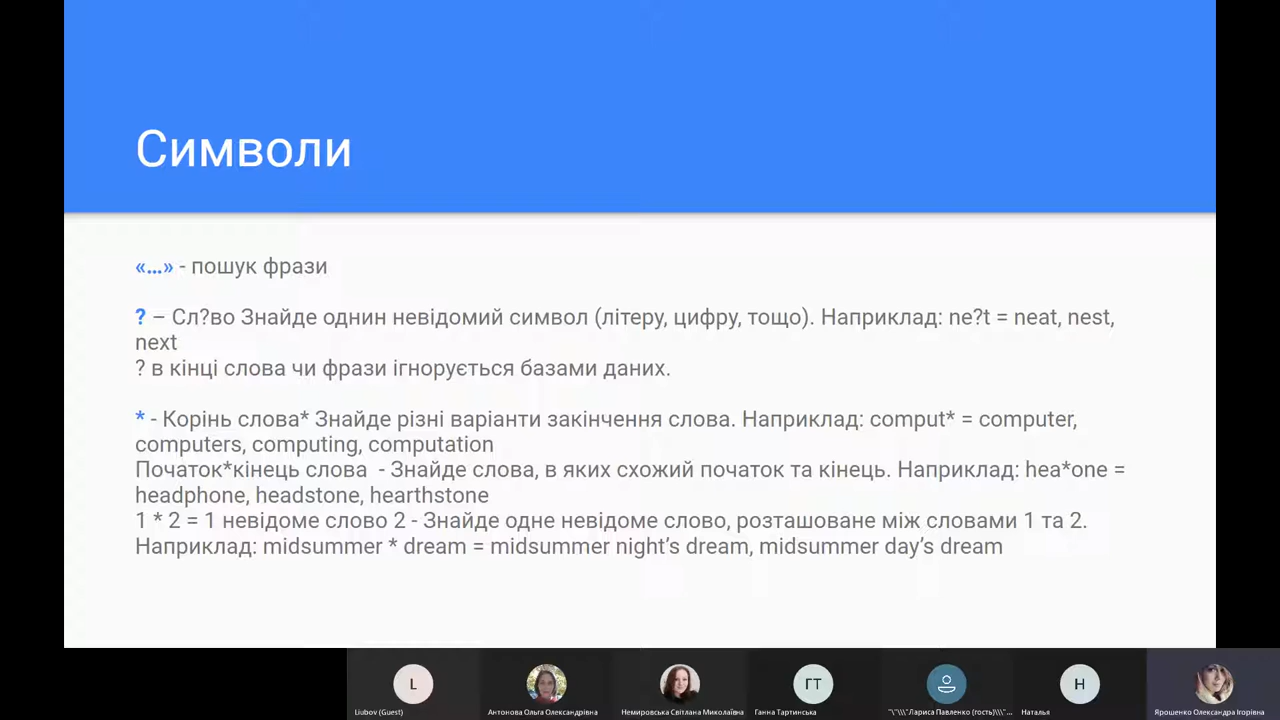 Символи
«...» - пошук фрази
? – Сл?во Знайде однин невідомий символ (літеру, цифру, тощо). Наприклад: ne?t = neat, nest,
next
? в кінці слова чи фрази ігнорується базами даних.
* - Корінь слова* Знайде різні варіанти закінчення слова. Наприклад: comput* = computer,
computers, computing, computation
Початок*кінець слова - Знайде слова, в яких схожий початок та кінець. Наприклад: hea*one =
headphone, headstone, hearthstone
1 * 2 = 1 невідоме слово 2 - Знайде одне невідоме слово, розташоване між словами 1 та 2.
Наприклад: midsummer * dream = midsummer night's dream, midsummer day's dream
L
ГТ
Н
Liubov (Guest)
Антонова Ольга Олександрівна
Немировська Світлана Миколаївна
Ганна Тартинська
"\"\\\"Лариса Павленко (гость)\\\"...
Наталья
Ярошенко Олександра Ігорівна